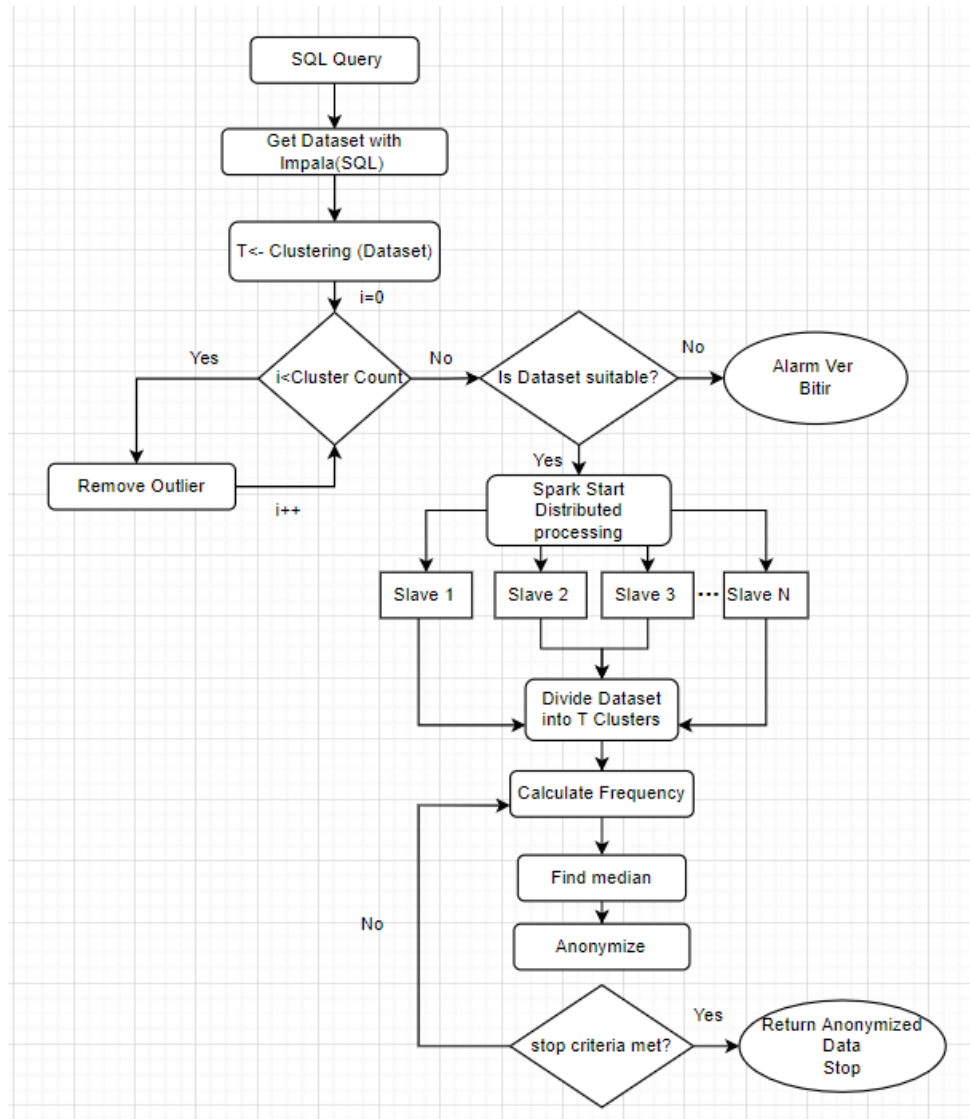 SQL Query
Get Dataset with
Impala(SQL)
T<- Clustering (Dataset)
i=0
Yes
i<Cluster Count
No
Is Dataset suitable?
No
Alarm Ver
Bitir
Remove Outlier
i++
Yes
Spark Start
Distributed
processing
Slave 1
Slave 2
Slave 3
...
Slave N
Divide Dataset
into T Clusters
Calculate Frequency
Find median
No
Anonymize
stop criteria met?
Yes
Return Anonymized
Data
Stop